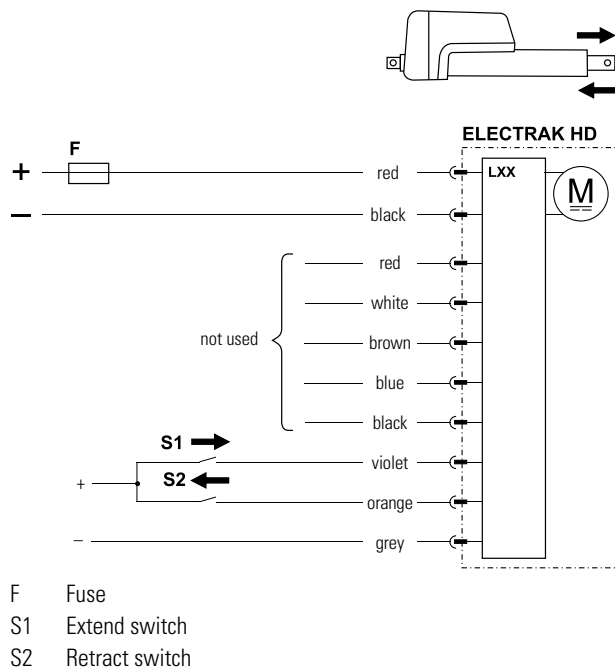 ELECTRAK HD
F
+ red LXX
M
− black
red
white
not used brown
blue
black
S1 violet
+ S2
orange
− grey
F Fuse
S1 Extend switch
S2 Retract switch